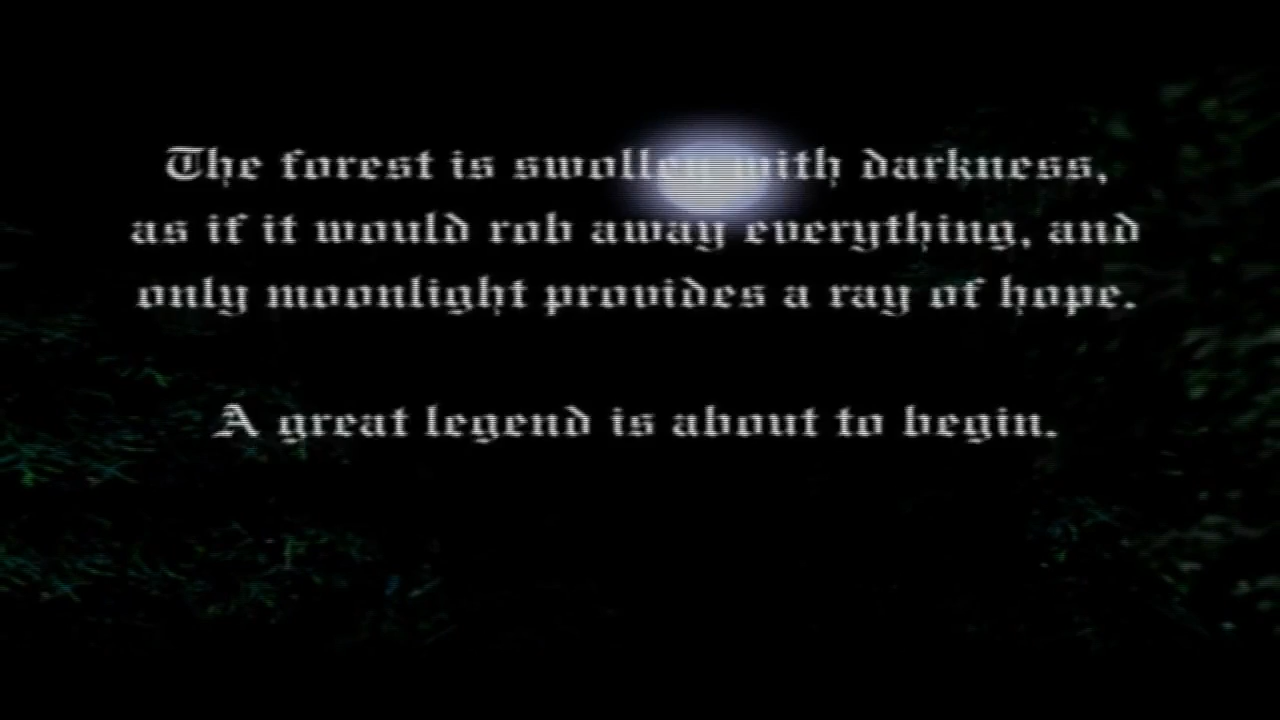 The forest is swollen with darkness,
as if it would rob away everything, and
only moonlight provides a ray of hope.
A great legend is about to begin.